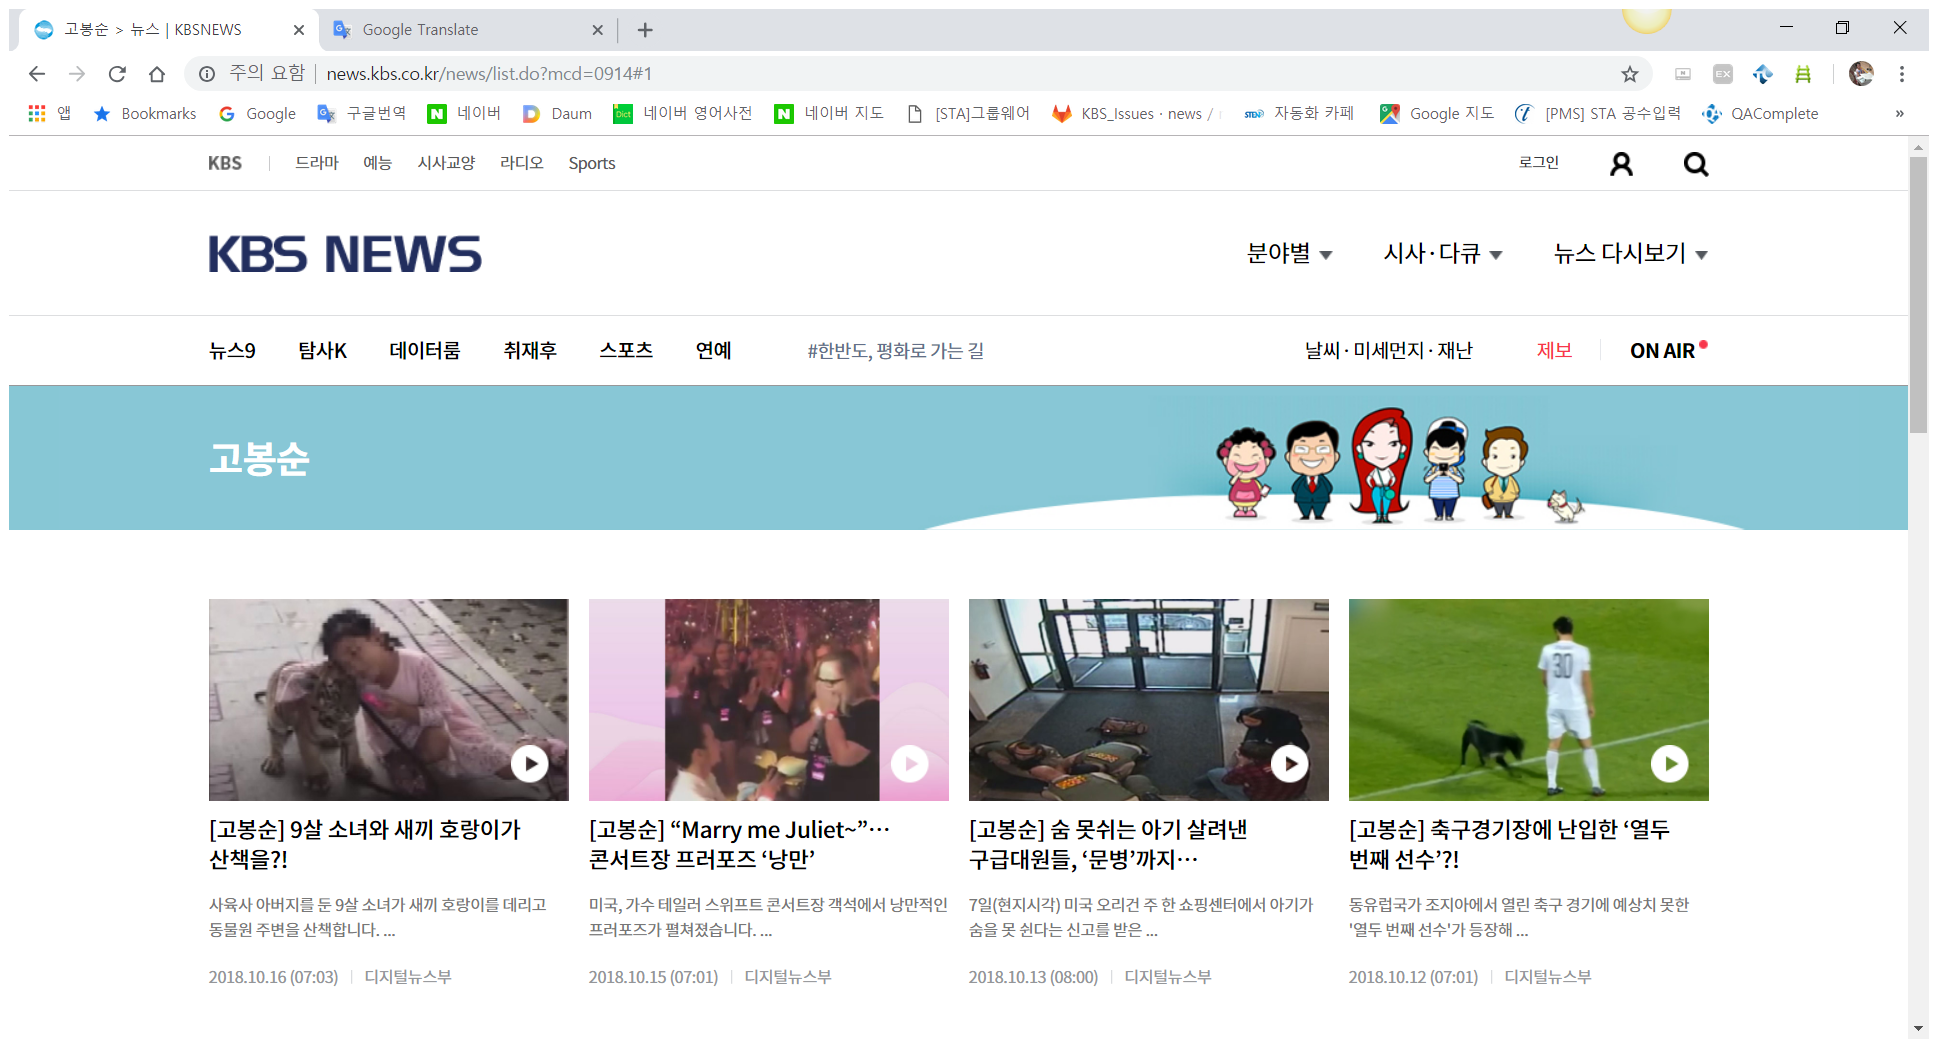 고봉순 > 뉴스 | KBSNEWS
Google Translate
주의 요함 | news.kbs.co.kr/news/list.do?mcd=0914#1
EX
앱 Bookmarks Google 구글번역 네이버 Daum Dict 네이버 영어사전 네이버 지도 [STA]그룹웨어 KBS_Issues · news / STEN 자동화 카페 Google 지도 [PMS] STA 공수입력 QAComplete »
KBS 드라마 예능 시사교양 라디오 Sports 로그인
KBS NEWS 분야별 시사·다큐 뉴스 다시보기
뉴스9 탐사K 데이터룸 취재후 스포츠 연예 #한반도, 평화로 가는 길 날씨·미세먼지·재난 제보 ON AIR
고봉순
30
[고봉순] 9살 소녀와 새끼 호랑이가
산책을?!
사육사 아버지를 둔 9살 소녀가 새끼 호랑이를 데리고
동물원 주변을 산책합니다. ...
2018.10.16 (07:03) | 디지털뉴스부
[고봉순] “Marry me Juliet~”…
콘서트장 프러포즈 ‘낭만’
미국, 가수 테일러 스위프트 콘서트장 객석에서 낭만적인
프러포즈가 펼쳐졌습니다. ...
2018.10.15 (07:01) | 디지털뉴스부
[고봉순] 숨 못쉬는 아기 살려낸
구급대원들, ‘문병’까지…
7일(현지시각) 미국 오리건 주 한 쇼핑센터에서 아기가
숨을 못 쉰다는 신고를 받은 ...
2018.10.13 (08:00) | 디지털뉴스부
[고봉순] 축구경기장에 난입한 ‘열두
번째 선수’?!
동유럽국가 조지아에서 열린 축구 경기에 예상치 못한
'열두 번째 선수'가 등장해 ...
2018.10.12 (07:01) | 디지털뉴스부